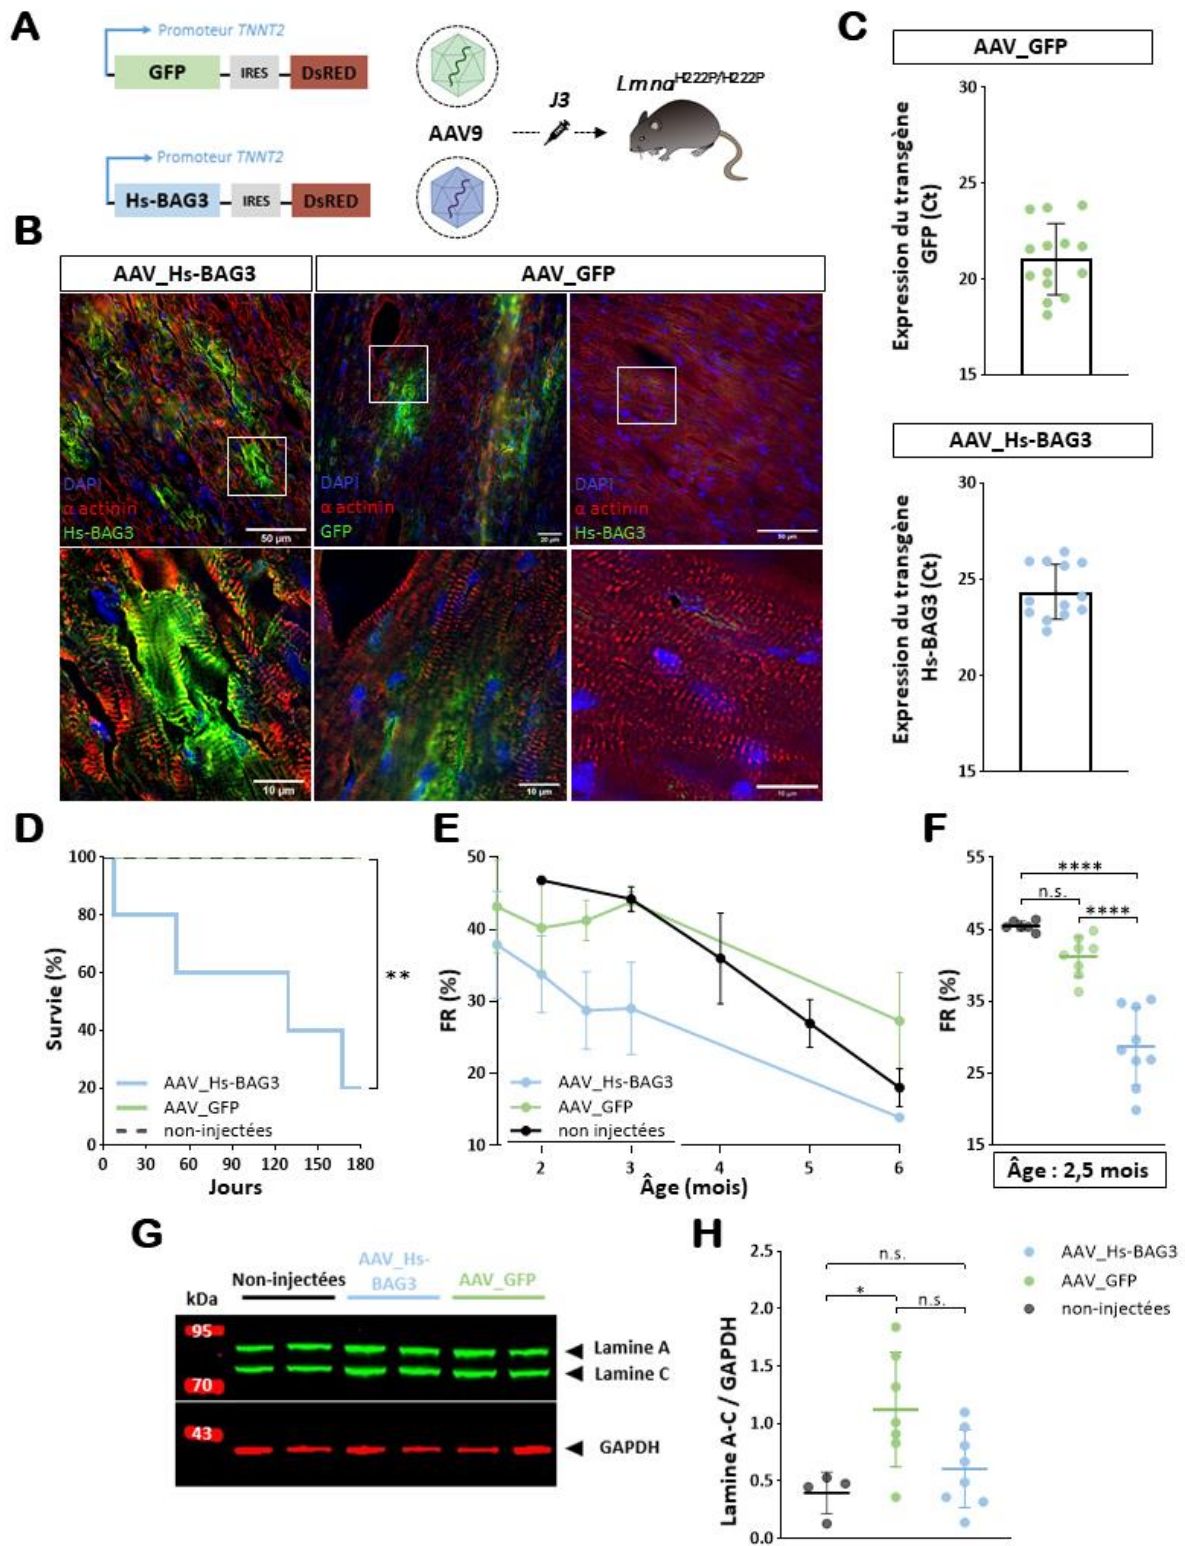 A
Promoteur TNNT2
GFP
IRES
DsRED
Promoteur TNNT2
Hs-BAG3
IRES
DsRED
AAV9
J3
Lmna H222P/H222P
C
AAV_GFP
Expression du transgène
GFP (Ct)
30
25
20
15
AAV_Hs-BAG3
Expression du transgène
Hs-BAG3 (Ct)
30
25
20
15
B
AAV_Hs-BAG3
AAV_GFP
DAPI
α actinin
Hs-BAG3
50 µm
DAPI
α actinin
GFP
20 µm
DAPI
α actinin
Hs-BAG3
50 µm
10 µm
10 µm
10 µm
D
Survie (%)
100
80
60
40
20
0
**
AAV_Hs-BAG3
AAV_GFP
non-injectées
0 30 60 90 120 150 180
Jours
E
FR (%)
50
40
30
20
10
AAV_Hs-BAG3
AAV_GFP
non injectées
2 3 4 5 6
Âge (mois)
F
FR (%)
55
45
35
25
15
****
n.s.
****
Âge : 2,5 mois
G
kDa
Non-injectées
AAV_Hs-
BAG3
AAV_GFP
95
70
43
Lamine A
Lamine C
GAPDH
H
Lamine A-C / GAPDH
2.5
2.0
1.5
1.0
0.5
0.0
n.s.
*
n.s.
AAV_Hs-BAG3
AAV_GFP
non-injectées